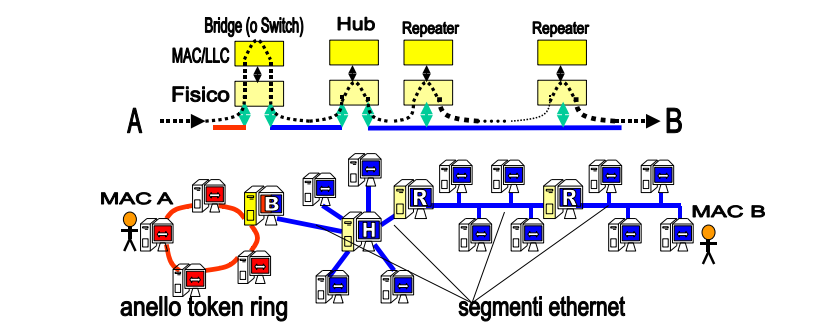 Bridge (o Switch) Hub Repeater Repeater
MAC/LLC
Fisico
A B
MAC A B H R R MAC B
anello token ring segmenti ethernet